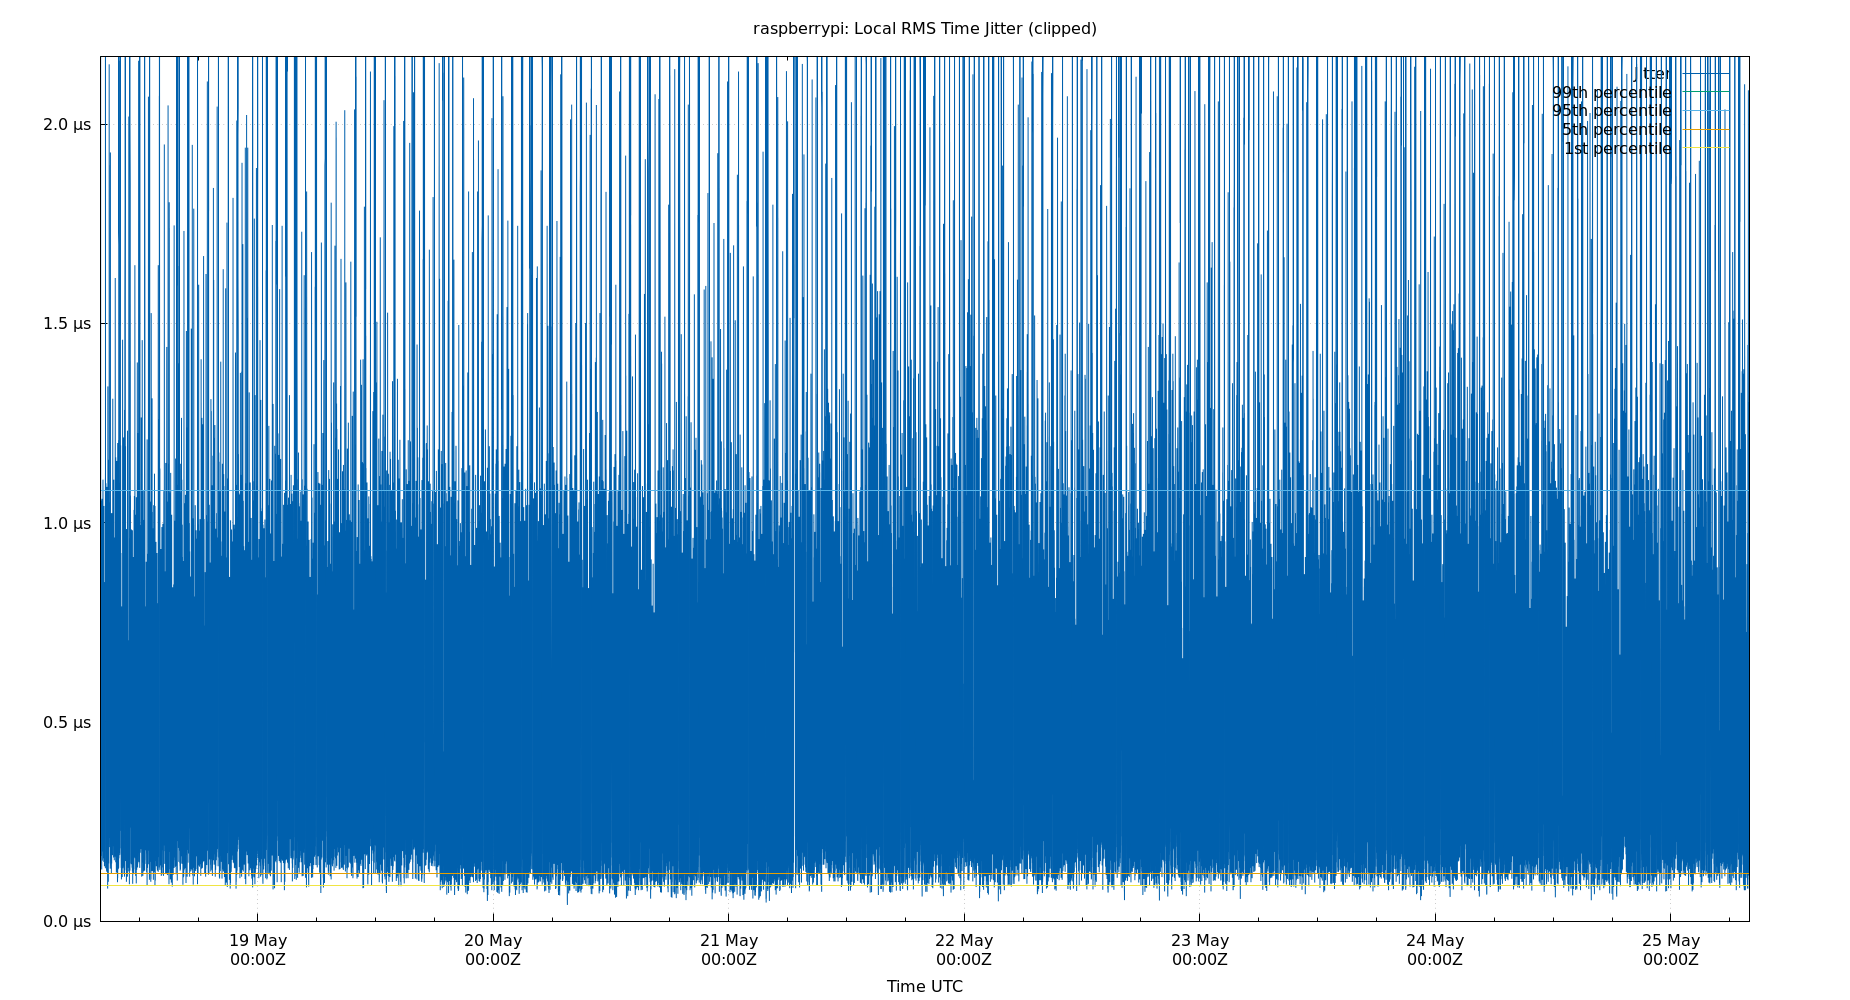 raspberrypi: Local RMS Time Jitter (clipped)
jitter
99th percentile
95th percentile
5th percentile
1st percentile
2.0 µs
1.5 µs
1.0 µs
0.5 µs
0.0 µs
19 May
00:00Z
20 May
00:00Z
21 May
00:00Z
22 May
00:00Z
23 May
00:00Z
24 May
00:00Z
25 May
00:00Z
Time UTC